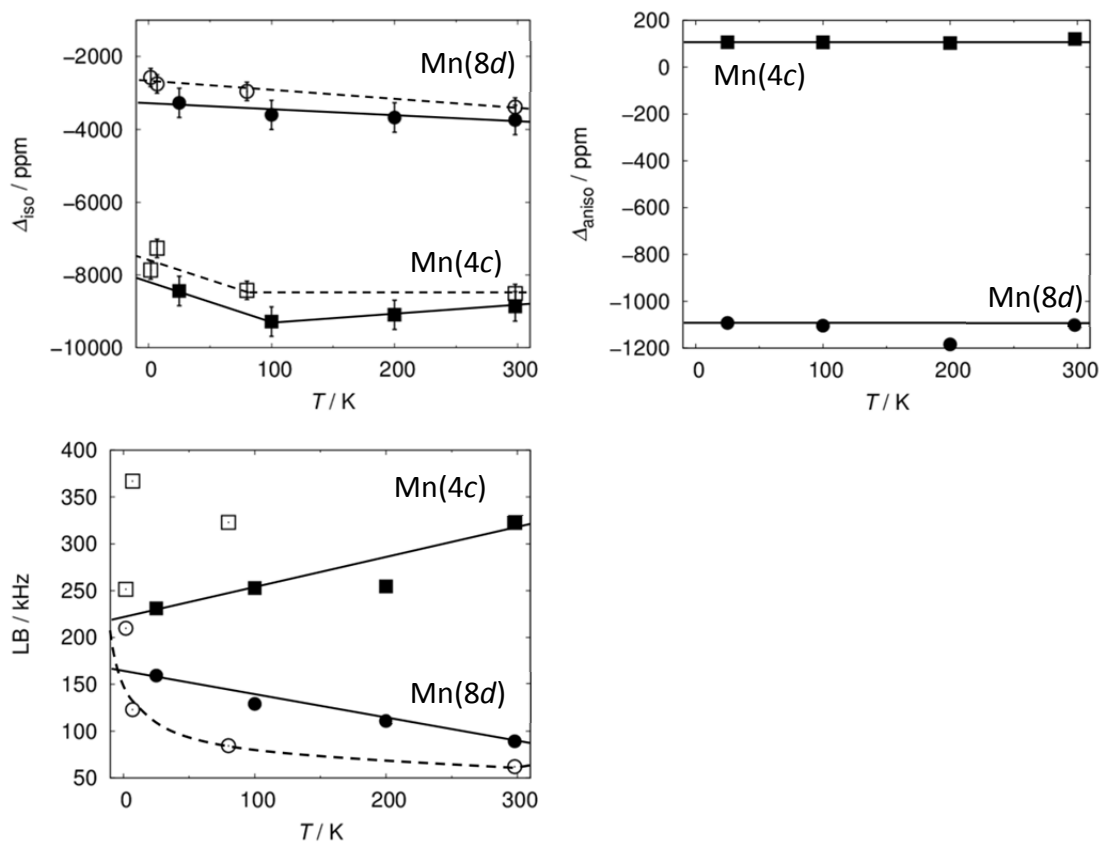 −2000
−4000
−6000
−8000
−10000
Δiso / ppm
0 100 200 300
T / K
Mn(8d)
Mn(4c)
200
0
−200
−400
−600
−800
−1000
−1200
Δaniso / ppm
0 100 200 300
T / K
Mn(4c)
Mn(8d)
400
350
300
250
200
150
100
50
LB / kHz
0 100 200 300
T / K
Mn(4c)
Mn(8d)